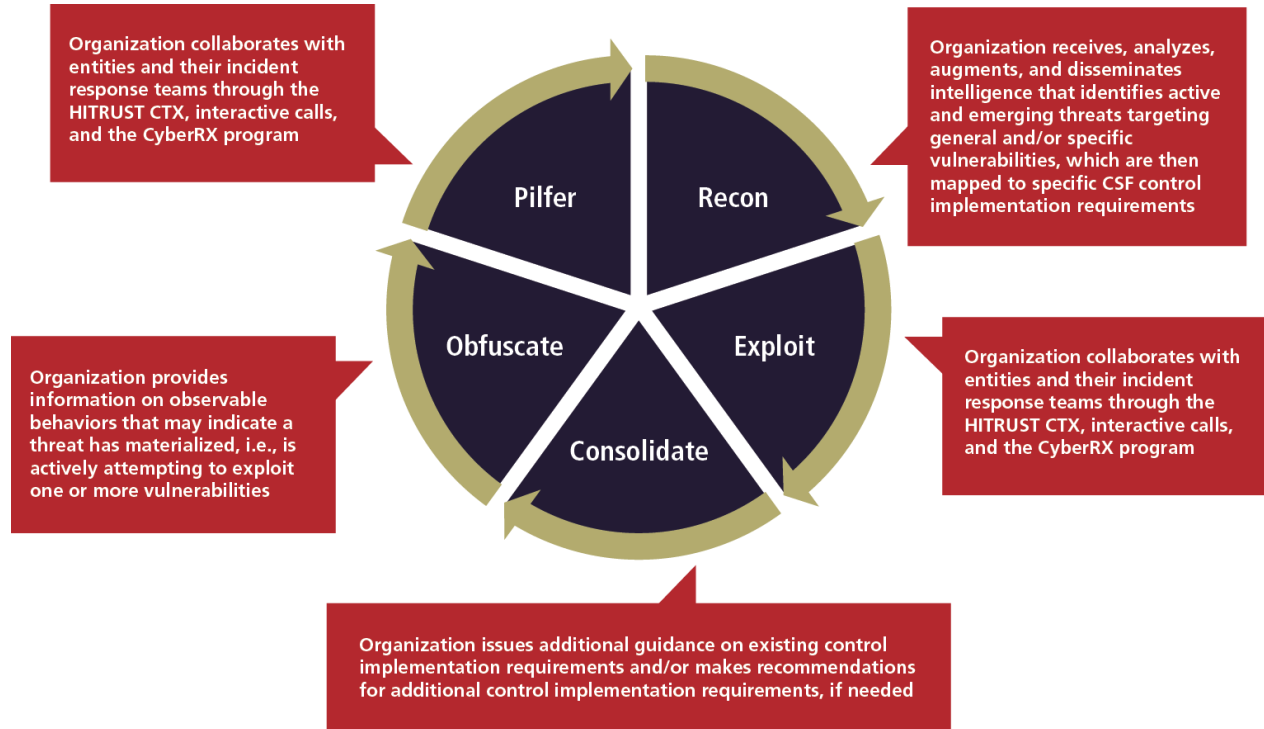 Organization collaborates with
entities and their incident
response teams through the
HITRUST CTX, interactive calls,
and the CyberRX program
Organization receives, analyzes,
augments, and disseminates
intelligence that identifies active
and emerging threats targeting
general and/or specific
vulnerabilities, which are then
mapped to specific CSF control
implementation requirements
Pilfer
Recon
Obfuscate
Exploit
Consolidate
Organization provides
information on observable
behaviors that may indicate a
threat has materialized, i.e., is
actively attempting to exploit
one or more vulnerabilities
Organization collaborates with
entities and their incident
response teams through the
HITRUST CTX, interactive calls,
and the CyberRX program
Organization issues additional guidance on existing control
implementation requirements and/or makes recommendations
for additional control implementation requirements, if needed